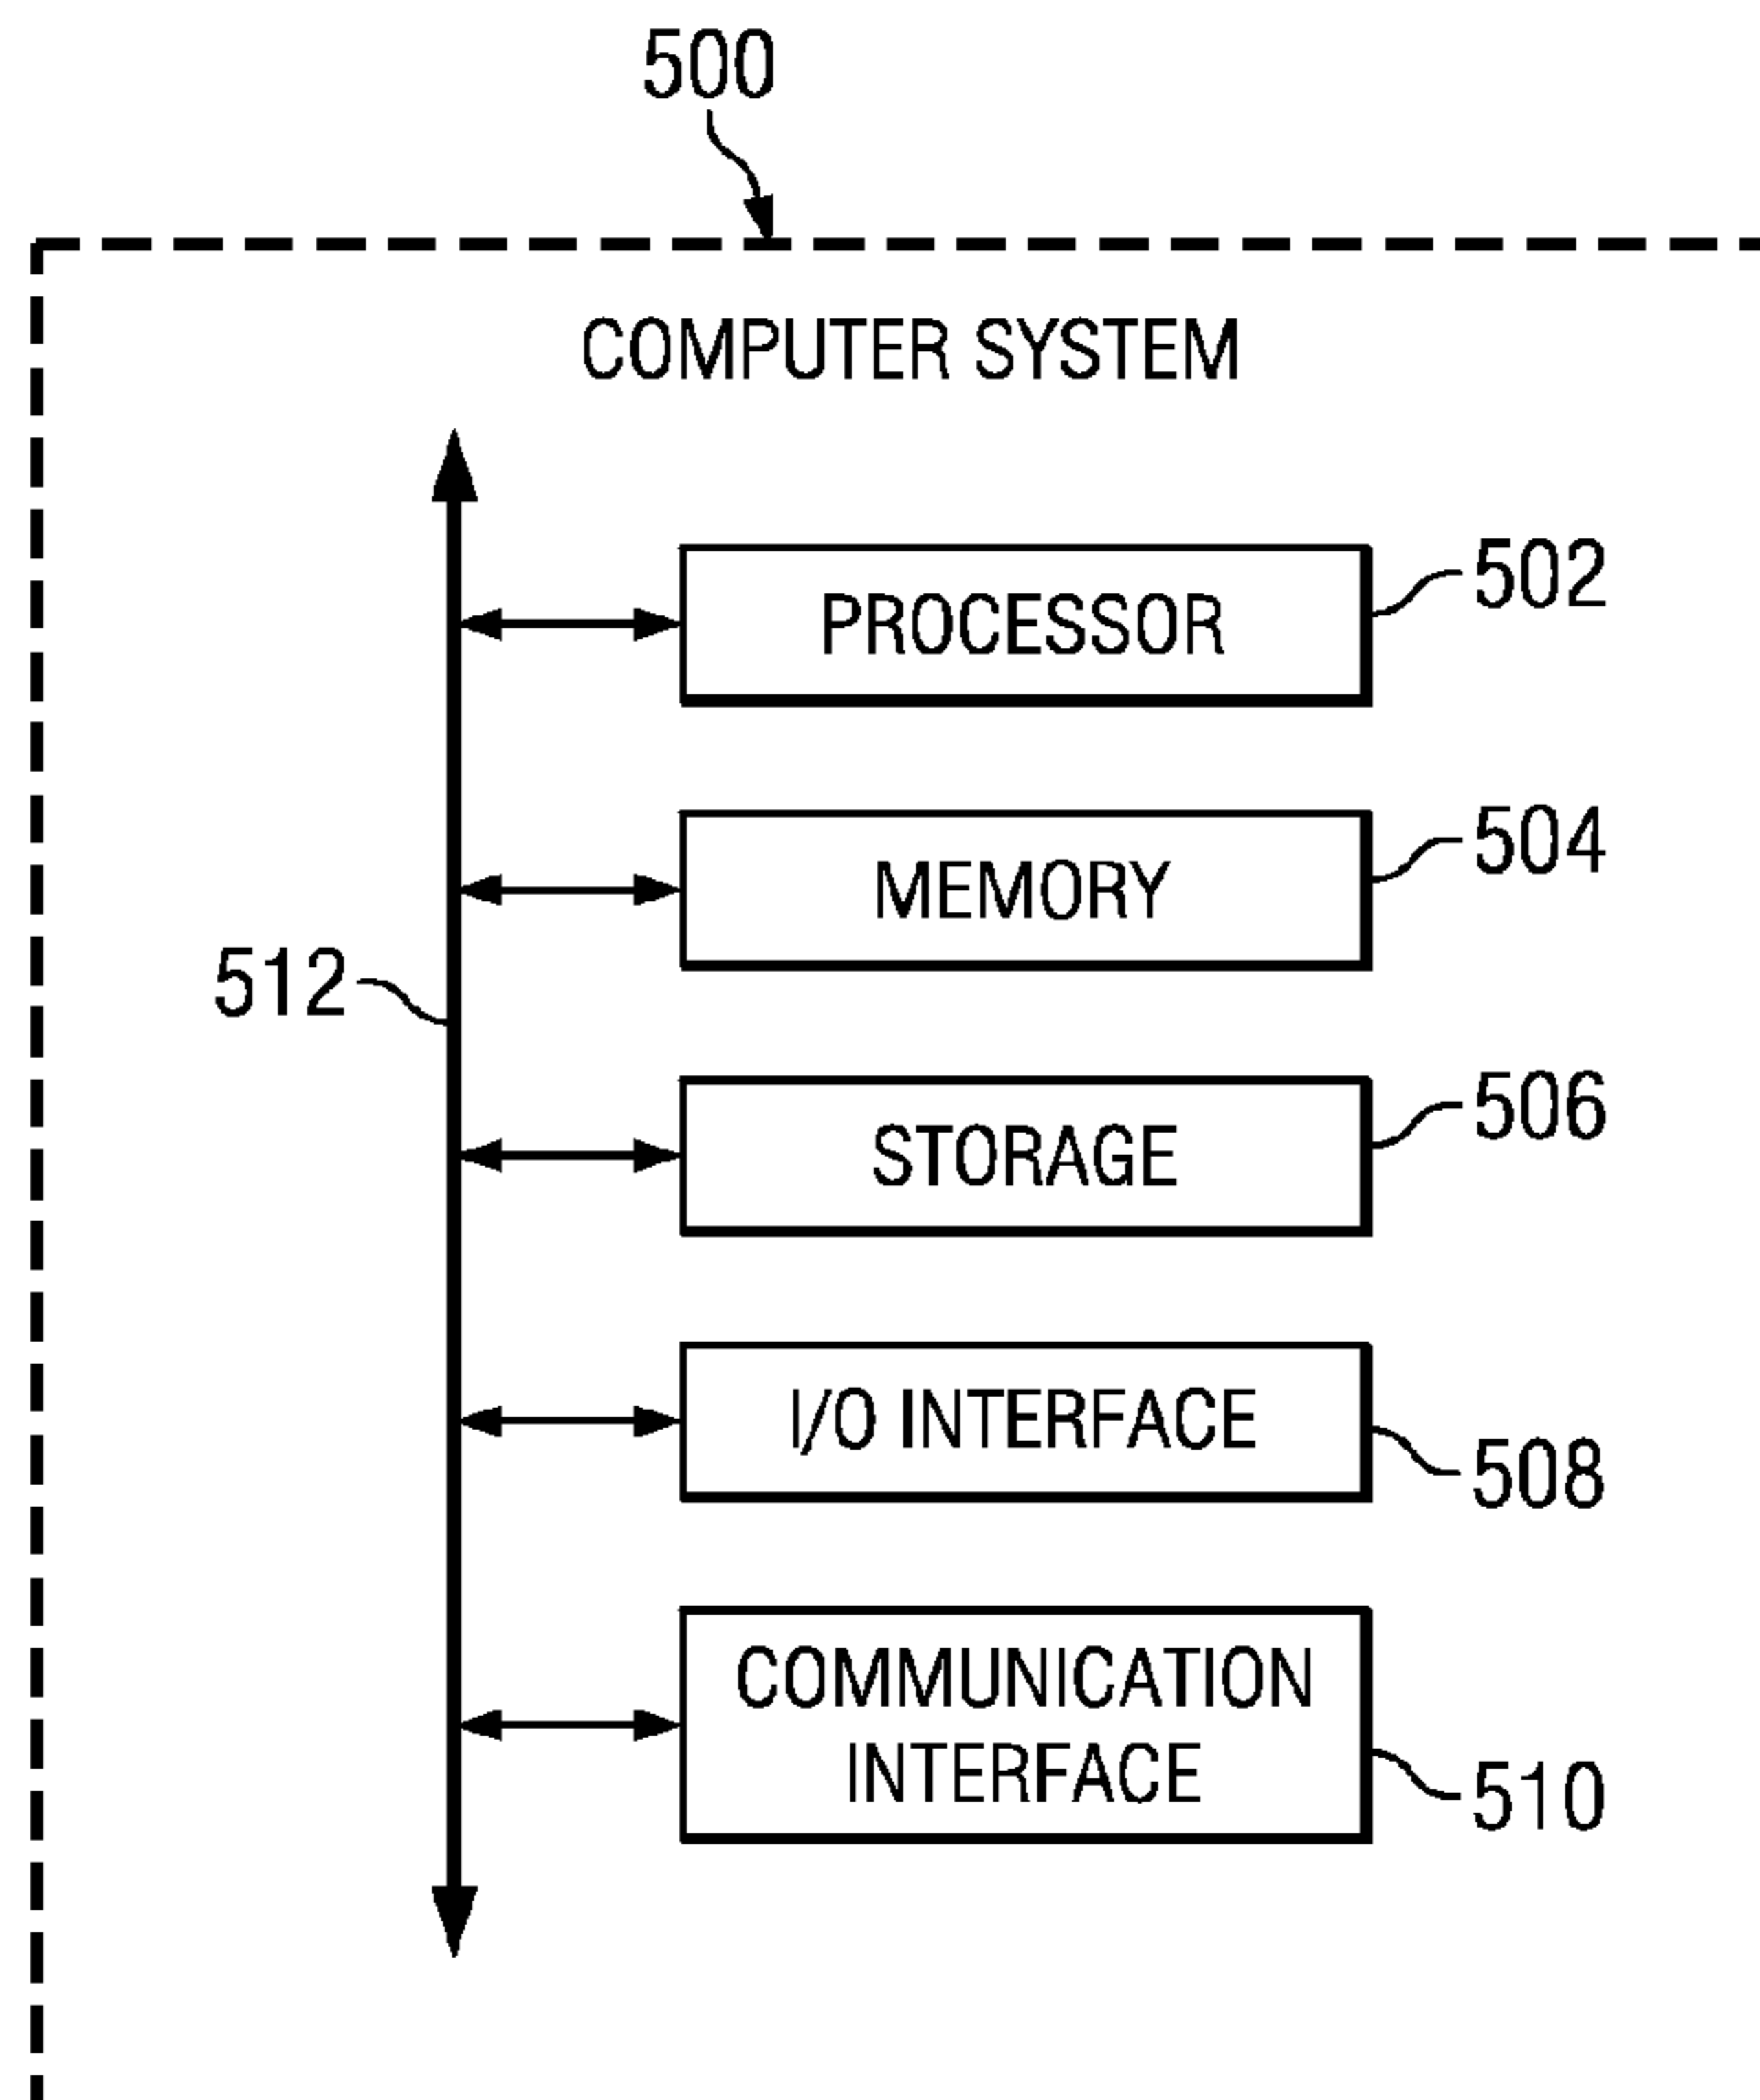 500
COMPUTER SYSTEM
PROCESSOR
502
MEMORY
504
512
STORAGE
506
I/O INTERFACE
508
COMMUNICATION
INTERFACE
510